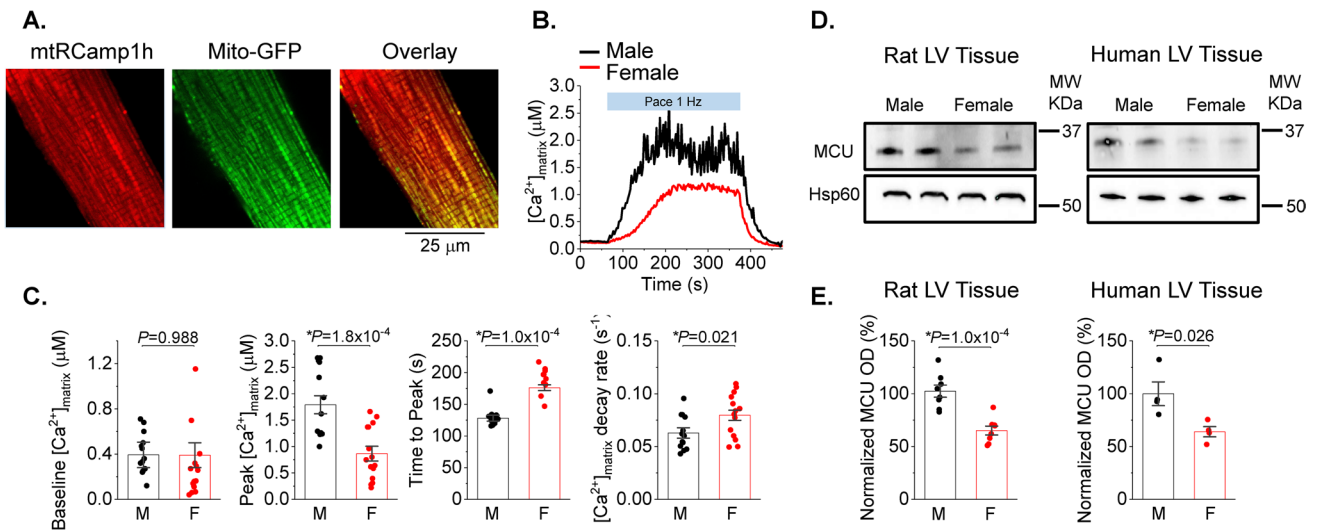 A.
mtRCamp1h Mito-GFP Overlay
25 μm
B.
Male
Female
Pace 1 Hz
[Ca²⁺]matrix (μM)
3.0
2.5
2.0
1.5
1.0
0.5
0.0
0 100 200 300 400
Time (s)
C.
Baseline [Ca²⁺]matrix (μM)
P=0.988
1.2
0.8
0.4
0.0
M F
Peak [Ca²⁺]matrix (μM)
*P=1.8x10⁻⁴
3.0
2.5
2.0
1.5
1.0
0.5
0.0
M F
Time to Peak (s)
*P=1.0x10⁻⁴
250
200
150
100
50
0
M F
[Ca²⁺]matrix decay rate (s⁻¹)
*P=0.021
0.15
0.10
0.05
0.00
M F
D.
Rat LV Tissue
Male Female
MW
KDa
MCU
37
Hsp60
50
Human LV Tissue
Male Female
MW
KDa
37
50
E.
Rat LV Tissue
Normalized MCU OD (%)
*P=1.0x10⁻⁴
150
100
50
0
M F
Human LV Tissue
Normalized MCU OD (%)
*P=0.026
150
100
50
0
M F